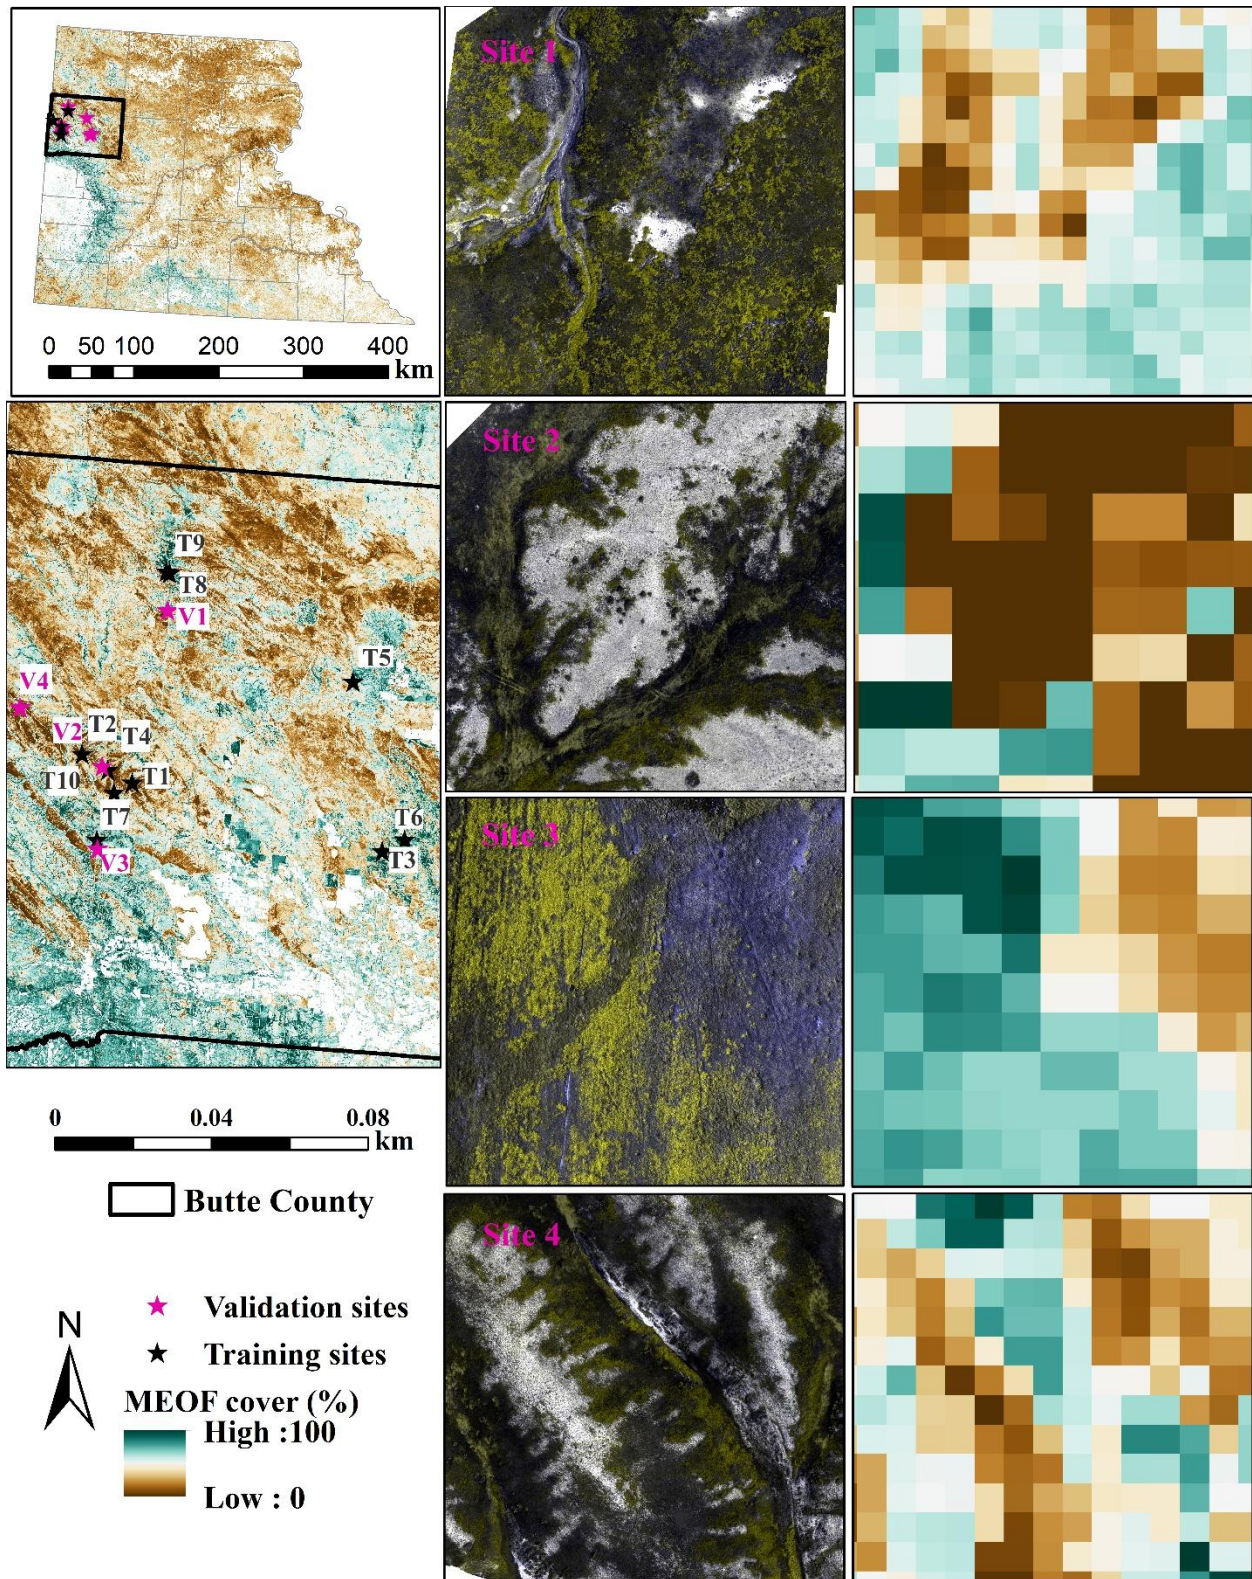 0 50 100 200 300 400
km
Site 1
Site 2
T9
T8
V1
T5
V4
V2
T2
T4
T10
T1
T7
V3
T6
T3
Site 3
0 0.04 0.08
km
Butte County
Site 4
N
Validation sites
Training sites
MEOF cover (%)
High :100
Low : 0